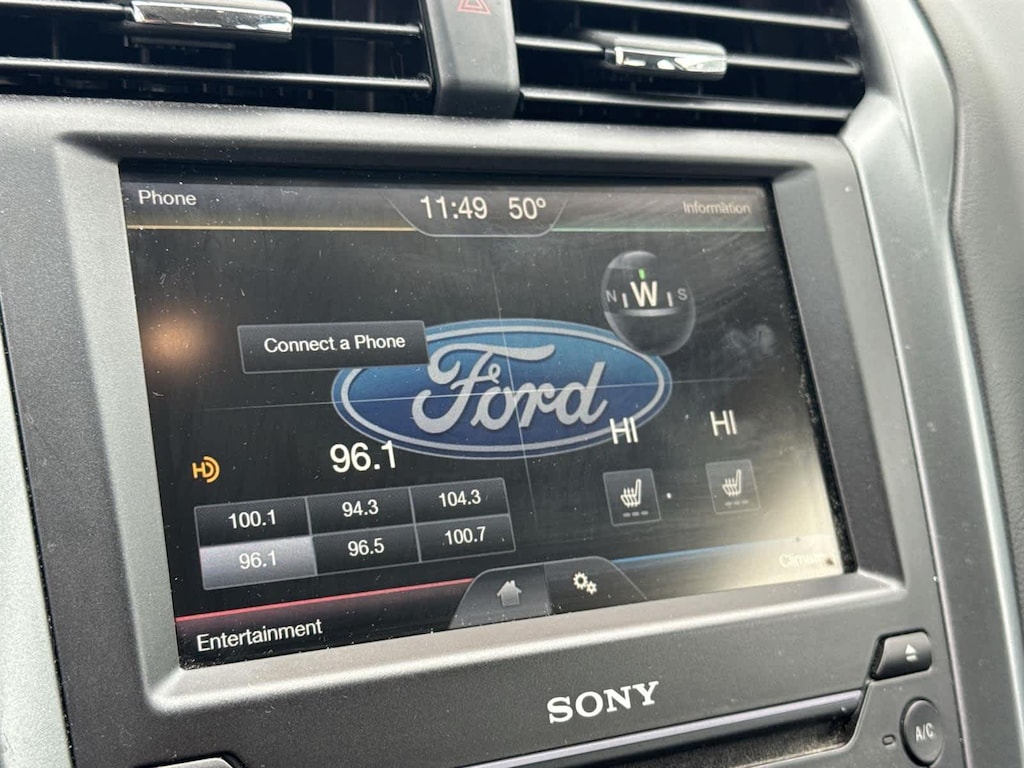 Phone
11:49 50°
Information
N W S
Connect a Phone
Ford
HI HI
HD
96.1
100.1 94.3 104.3
96.1 96.5 100.7
Climate
Entertainment
SONY
A/C